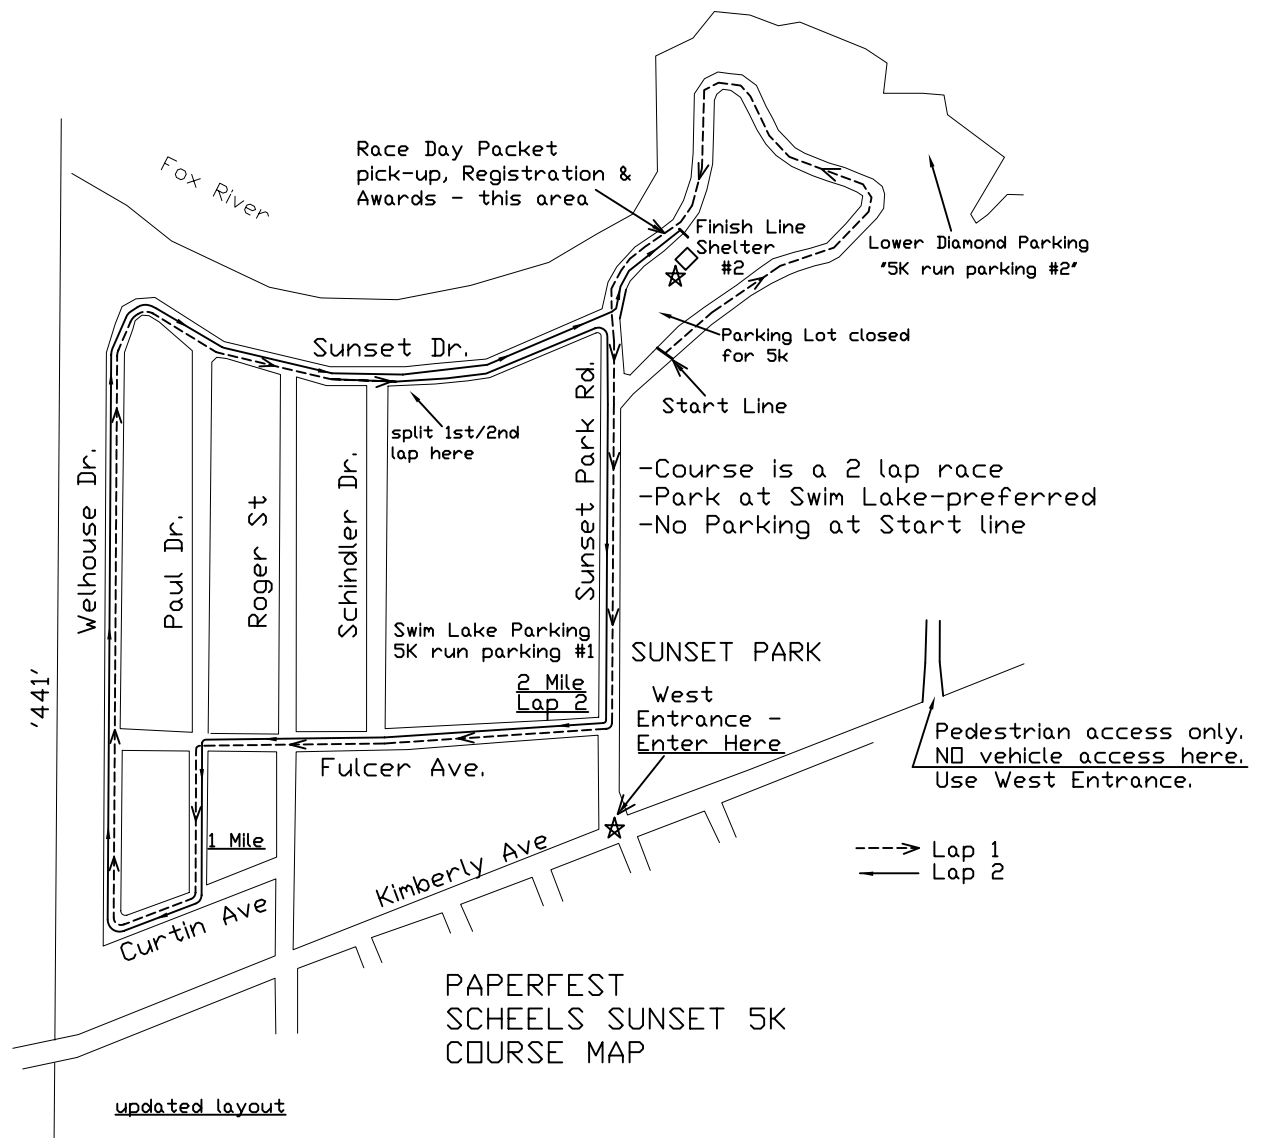 Race Day Packet
pick-up, Registration &
Awards - this area
Fox River
Finish Line
Shelter
#2
Lower Diamond Parking
"5K run parking #2"
Parking Lot closed
for 5k
Start Line
Sunset Dr.
split 1st/2nd
lap here
Sunset Park Rd.
-Course is a 2 lap race
-Park at Swim Lake-preferred
-No Parking at Start line
Welhouse Dr.
Paul Dr.
Roger St
Schindler Dr.
Swim Lake Parking
5K run parking #1
SUNSET PARK
2 Mile
Lap 2
West
Entrance -
Enter Here
'441'
Pedestrian access only.
NO vehicle access here.
Use West Entrance.
Fulcer Ave.
1 Mile
Kimberly Ave
Curtin Ave
Lap 1
Lap 2
PAPERFEST
SCHEELS SUNSET 5K
COURSE MAP
updated layout